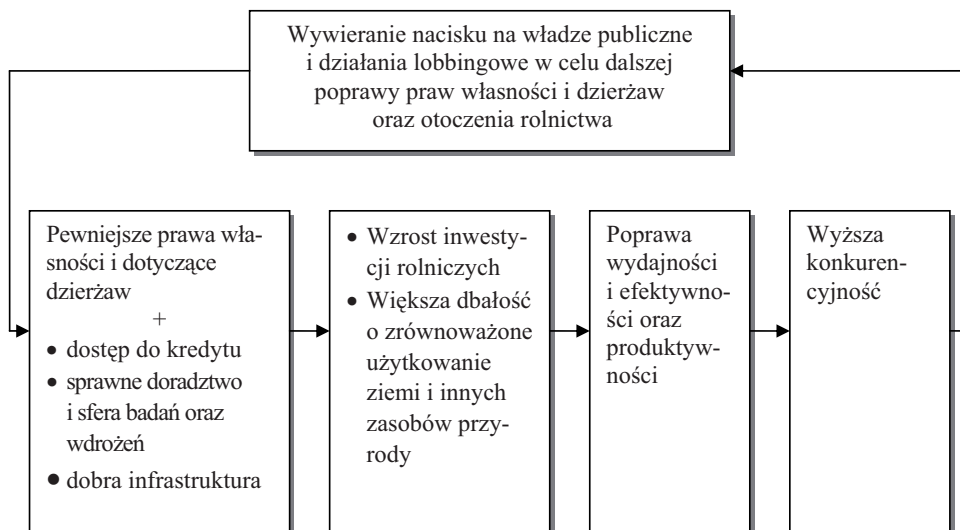 Wywieranie nacisku na władze publiczne
i działania lobbingowe w celu dalszej
poprawy praw własności i dzierżaw
oraz otoczenia rolnictwa
Pewniejsze prawa wła-
sności i dotyczące
dzierżaw
+
• dostęp do kredytu
• sprawne doradztwo
i sfera badań oraz
wdrożeń
• dobra infrastruktura
• Wzrost inwesty-
cji rolniczych
• Większa dbałość
o zrównoważone
użytkowanie
ziemi i innych
zasobów przy-
rody
Poprawa
wydajności
i efektywno-
ści oraz
produktyw-
ności
Wyższa
konkuren-
cyjność